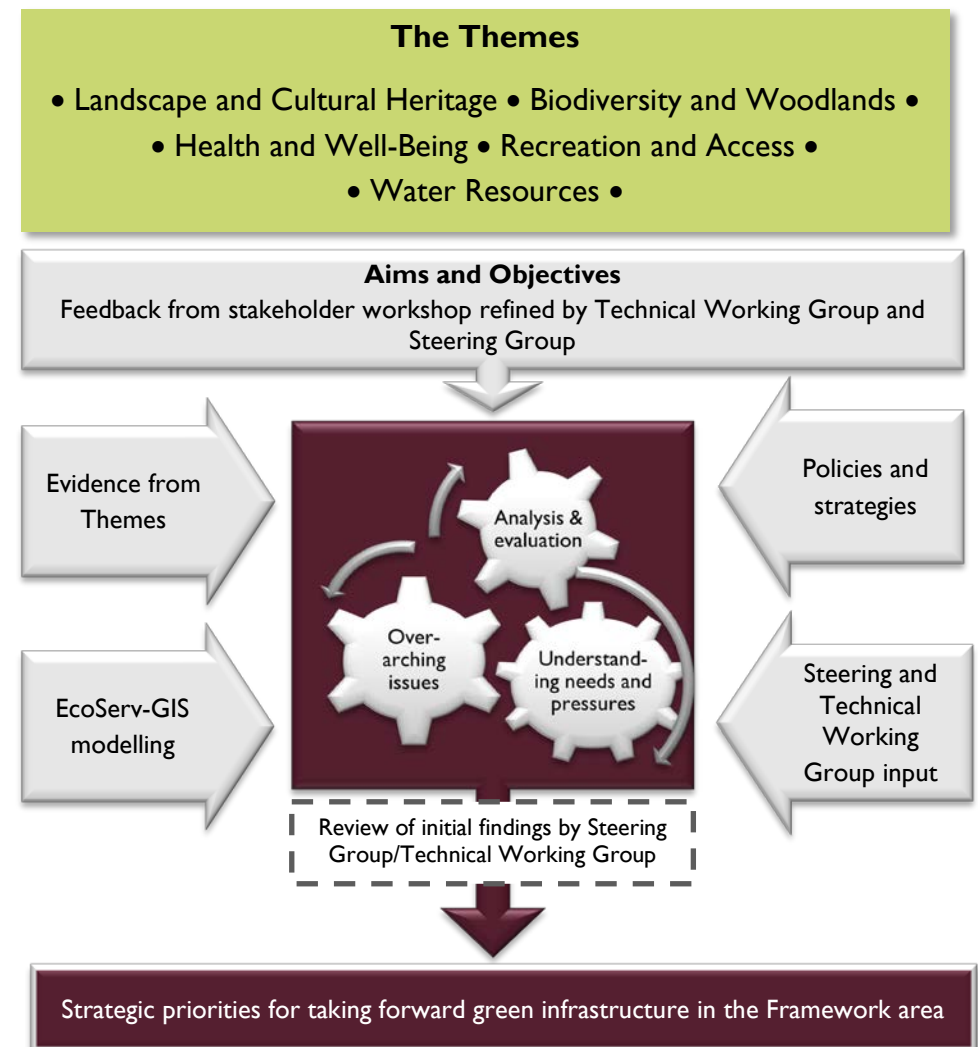 The Themes
• Landscape and Cultural Heritage • Biodiversity and Woodlands •
• Health and Well-Being • Recreation and Access •
• Water Resources •
Aims and Objectives
Feedback from stakeholder workshop refined by Technical Working Group and
Steering Group
Evidence from
Themes
Policies and
strategies
Analysis &
evaluation
Over-
arching
issues
Understand-
ing needs and
pressures
EcoServ-GIS
modelling
Steering and
Technical
Working
Group input
Review of initial findings by Steering
Group/Technical Working Group
Strategic priorities for taking forward green infrastructure in the Framework area